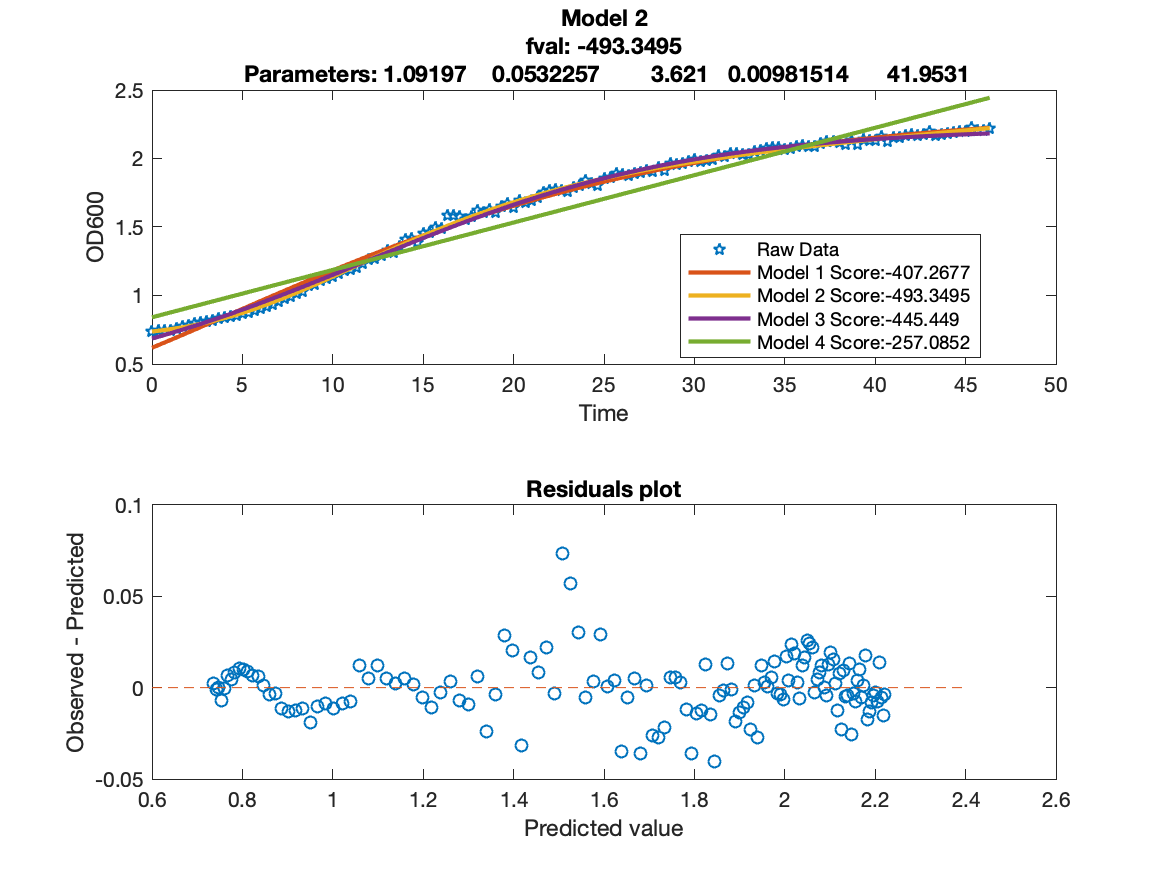 Model 2
fval: -493.3495
Parameters: 1.09197 0.0532257 3.621 0.00981514 41.9531
2.5
2
1.5
1
0.5
OD600
Raw Data
Model 1 Score:-407.2677
Model 2 Score:-493.3495
Model 3 Score:-445.449
Model 4 Score:-257.0852
0 5 10 15 20 25 30 35 40 45 50
Time
Residuals plot
0.1
0.05
0
-0.05
Observed - Predicted
0.6 0.8 1 1.2 1.4 1.6 1.8 2 2.2 2.4 2.6
Predicted value